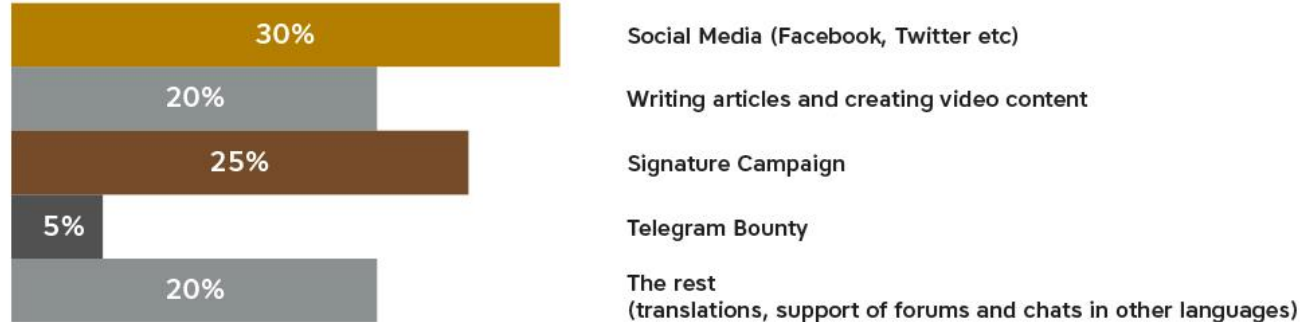 30% Social Media (Facebook, Twitter etc)
20% Writing articles and creating video content
25% Signature Campaign
5% Telegram Bounty
20% The rest
(translations, support of forums and chats in other languages)